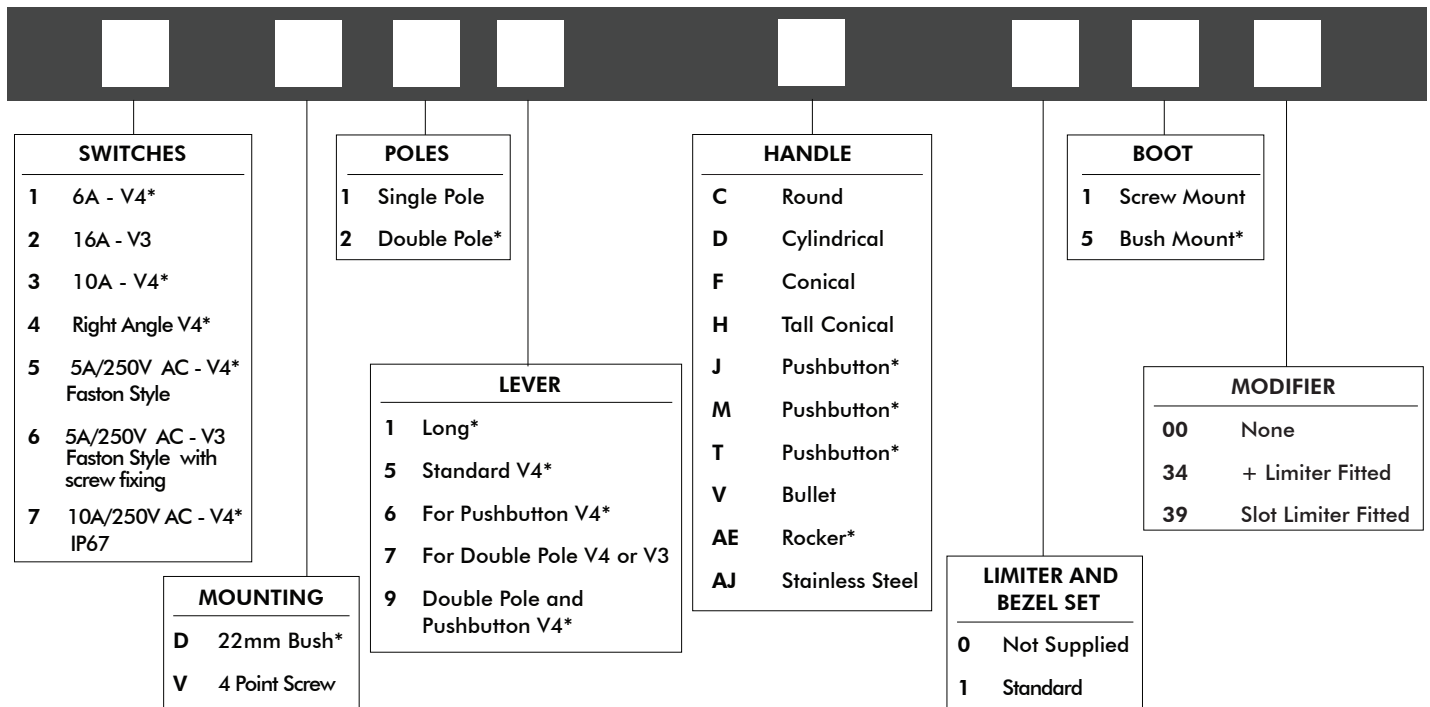 SWITCHES
1 6A - V4*
2 16A - V3
3 10A - V4*
4 Right Angle V4*
5 5A/250V AC - V4*
Faston Style
6 5A/250V AC - V3
Faston Style with
screw fixing
7 10A/250V AC - V4*
IP67
MOUNTING
D 22mm Bush*
V 4 Point Screw
POLES
1 Single Pole
2 Double Pole*
LEVER
1 Long*
5 Standard V4*
6 For Pushbutton V4*
7 For Double Pole V4 or V3
9 Double Pole and
Pushbutton V4*
HANDLE
C Round
D Cylindrical
F Conical
H Tall Conical
J Pushbutton*
M Pushbutton*
T Pushbutton*
V Bullet
AE Rocker*
AJ Stainless Steel
LIMITER AND
BEZEL SET
0 Not Supplied
1 Standard
BOOT
1 Screw Mount
5 Bush Mount*
MODIFIER
00 None
34 + Limiter Fitted
39 Slot Limiter Fitted